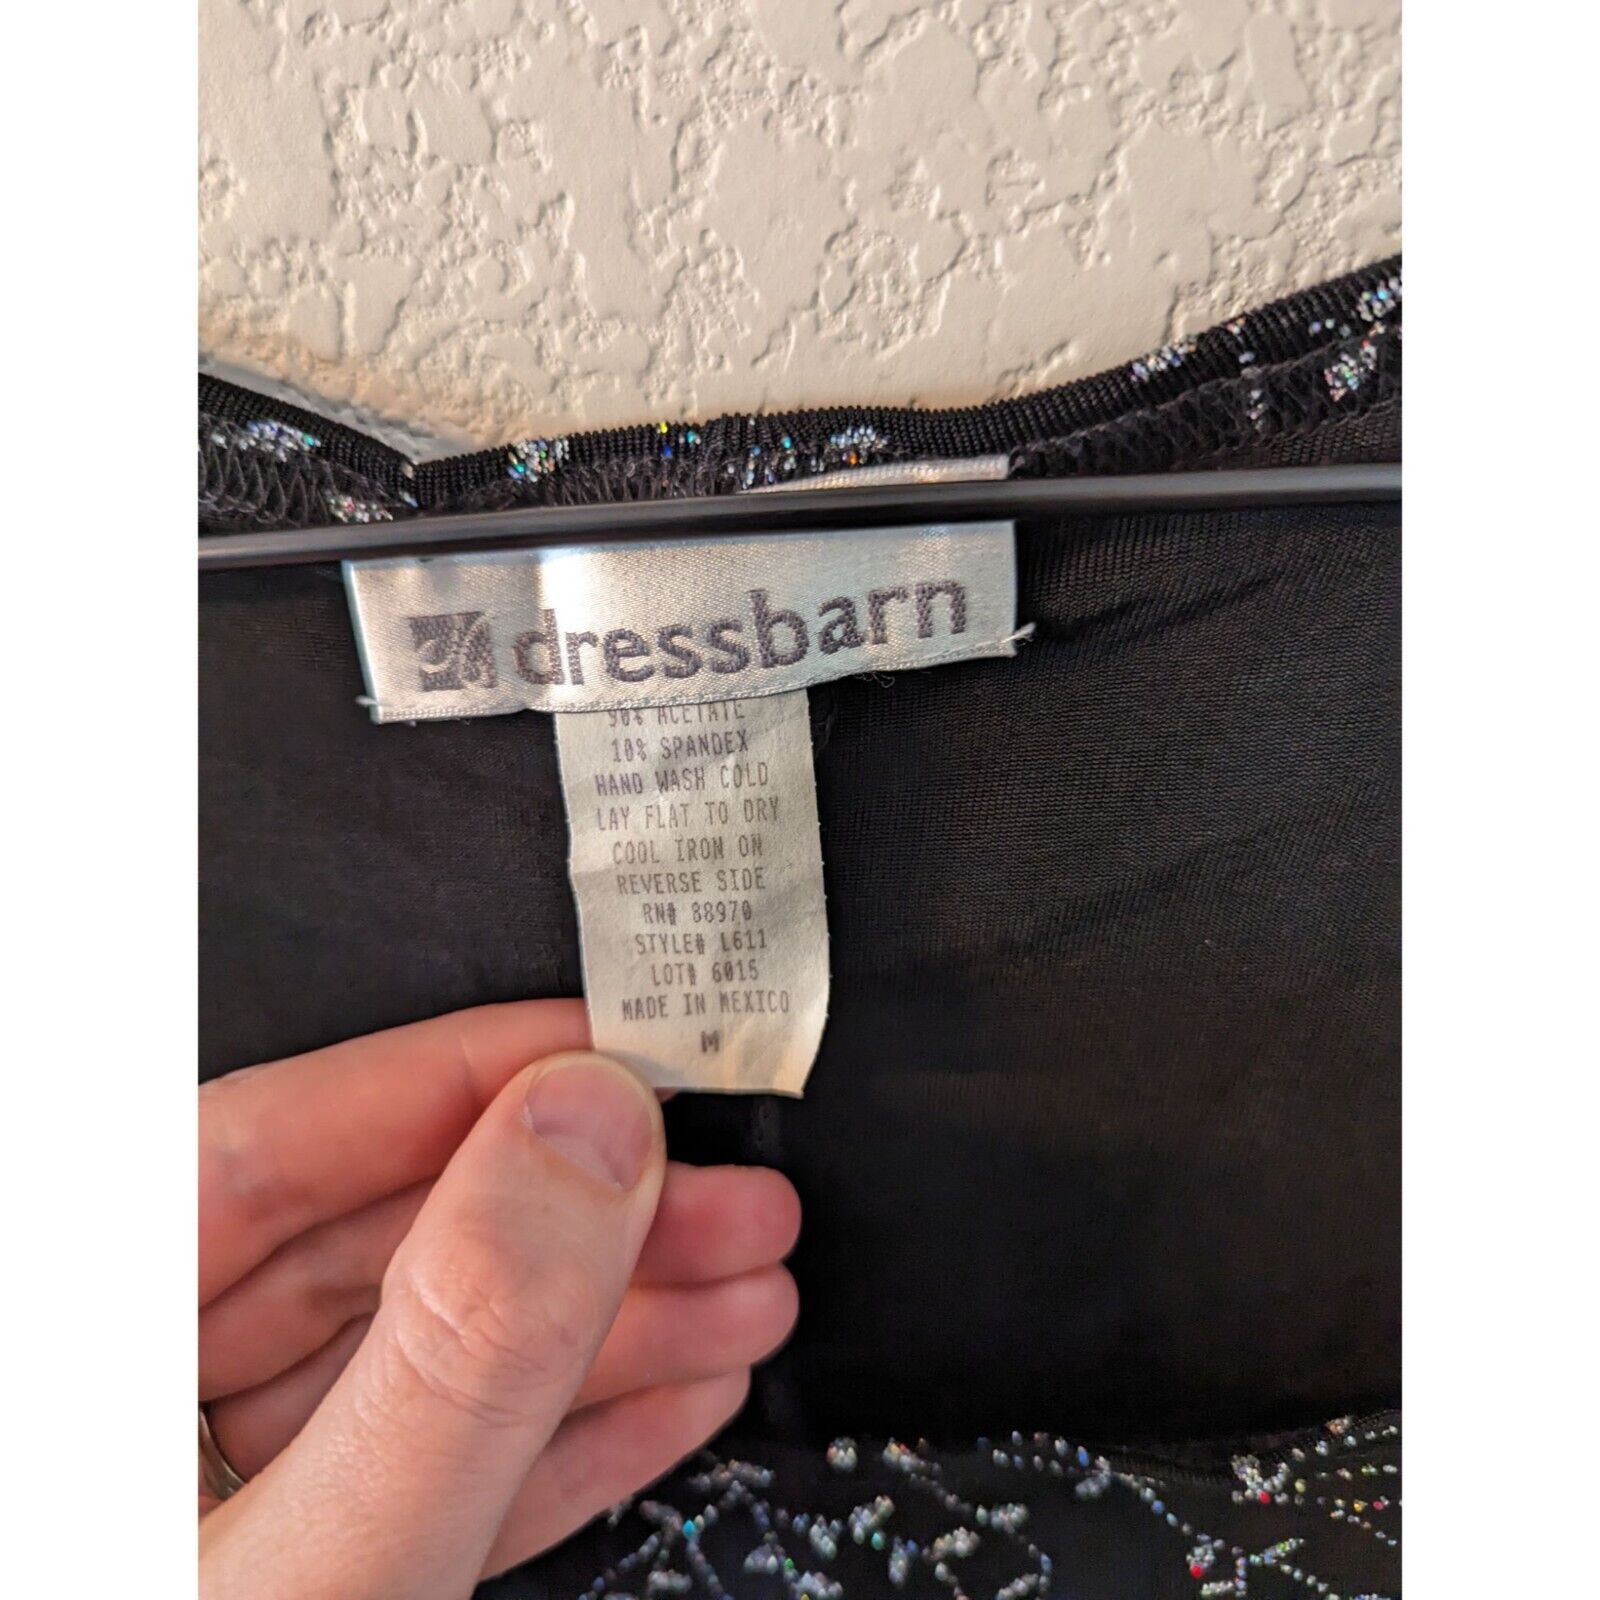 dressbarn
90% ACETATE
10% SPANDEX
HAND WASH COLD
LAY FLAT TO DRY
COOL IRON ON
REVERSE SIDE
RN# 88970
STYLE# L611
LOT# 6015
MADE IN MEXICO
M